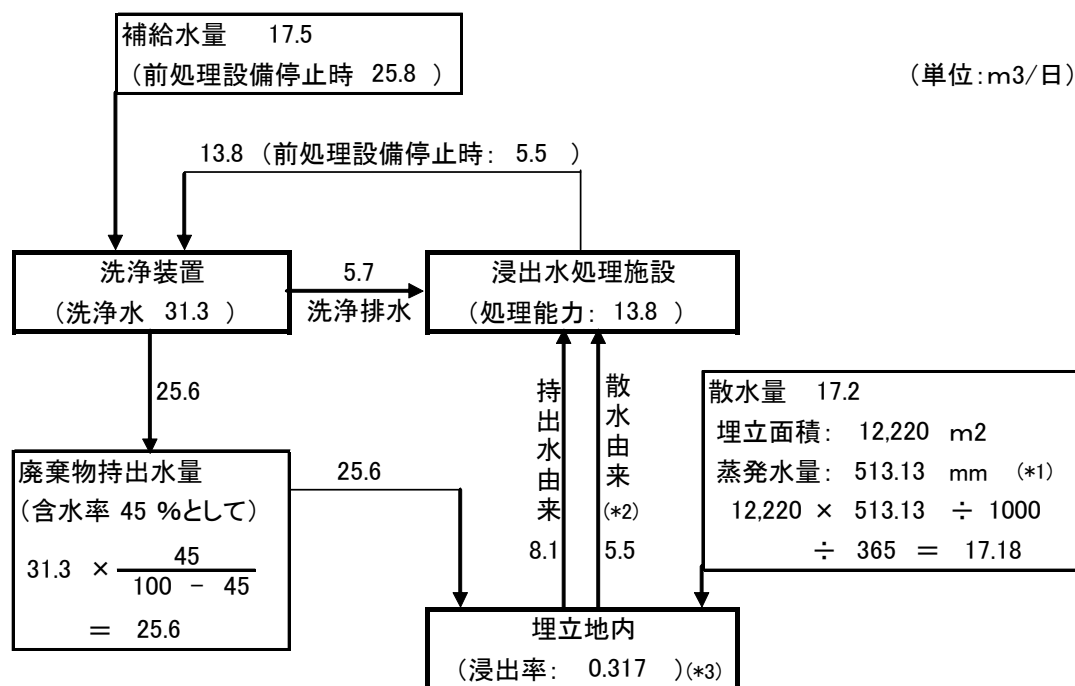 補給水量 17.5
(前処理設備停止時 25.8 )
(単位:m3/日)
13.8 (前処理設備停止時: 5.5 )
洗浄装置
(洗浄水 31.3 )
5.7
洗浄排水
浸出水処理施設
(処理能力: 13.8 )
25.6
持出水由来
8.1
散水由来
(*2)
5.5
散水量 17.2
埋立面積: 12,220 m2
蒸発水量: 513.13 mm (*1)
12,220 × 513.13 ÷ 1000
÷ 365 = 17.18
廃棄物持出水量
(含水率 45 %として)
31.3 × 45
100 - 45
= 25.6
25.6
埋立地内
(浸出率: 0.317 )(*3)